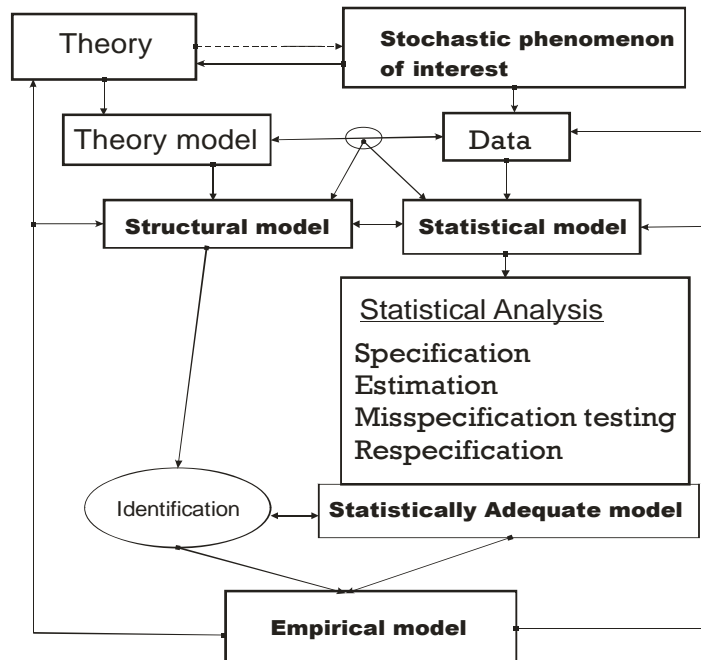 Theory
Stochastic phenomenon
of interest
Theory model
Data
Structural model
Statistical model
Statistical Analysis
Specification
Estimation
Misspecification testing
Respecification
Identification
Statistically Adequate model
Empirical model